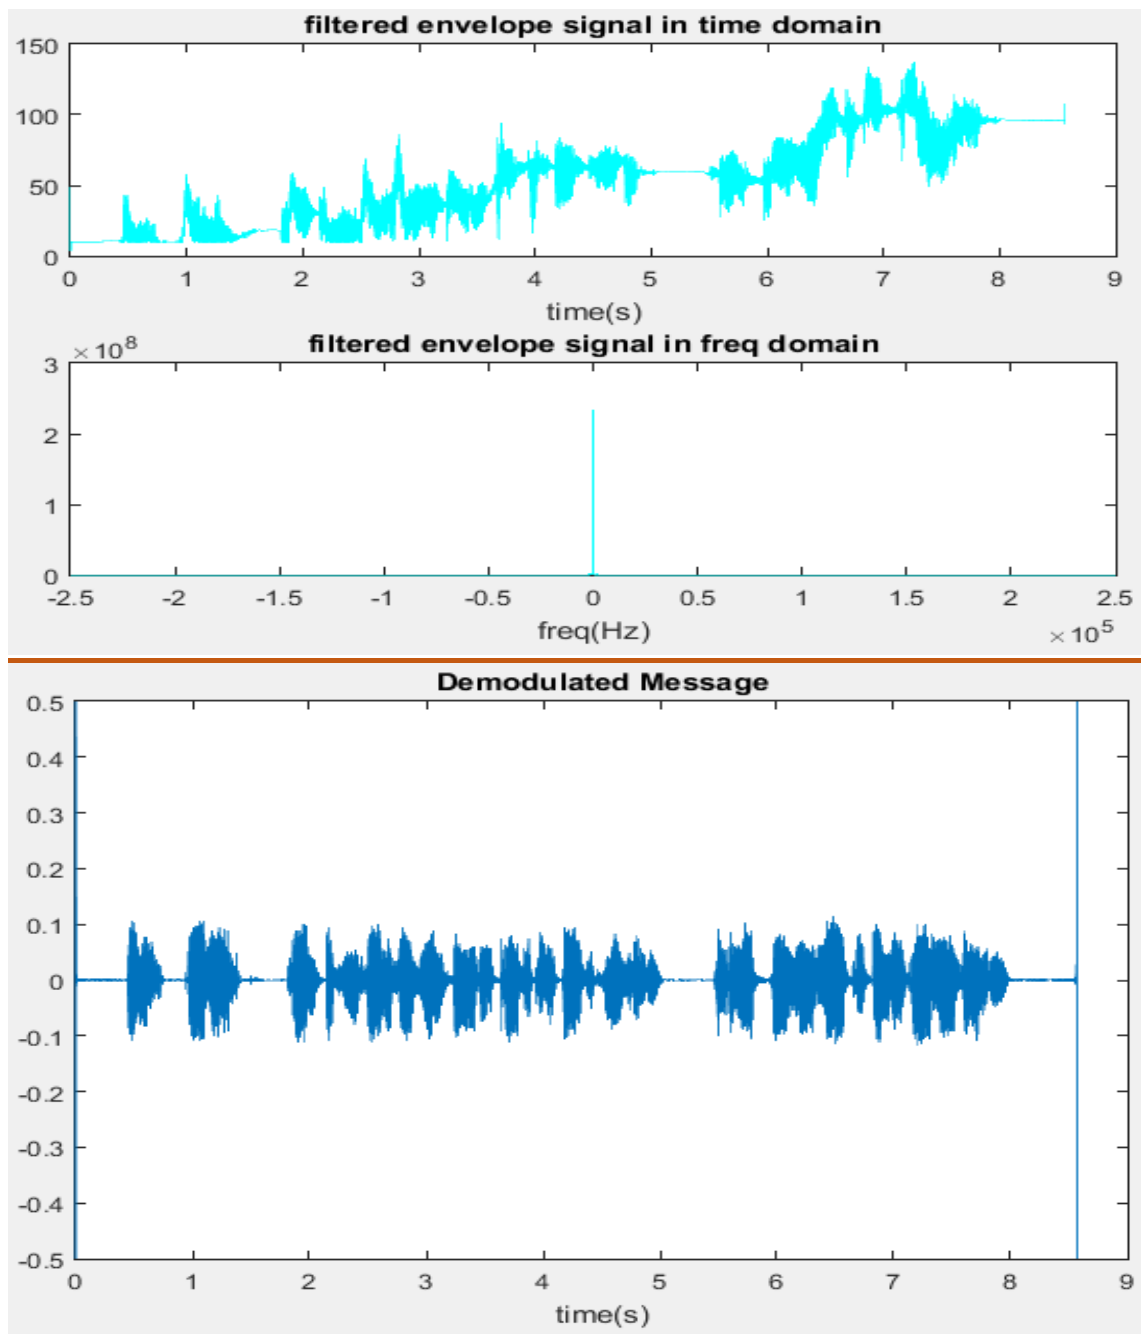 filtered envelope signal in time domain
150
100
50
0
0 1 2 3 4 5 6 7 8 9
time(s)
×10^8
filtered envelope signal in freq domain
3
2
1
0
-2.5 -2 -1.5 -1 -0.5 0 0.5 1 1.5 2 2.5
freq(Hz)
×10^5
Demodulated Message
0.5
0.4
0.3
0.2
0.1
0
-0.1
-0.2
-0.3
-0.4
-0.5
0 1 2 3 4 5 6 7 8 9
time(s)